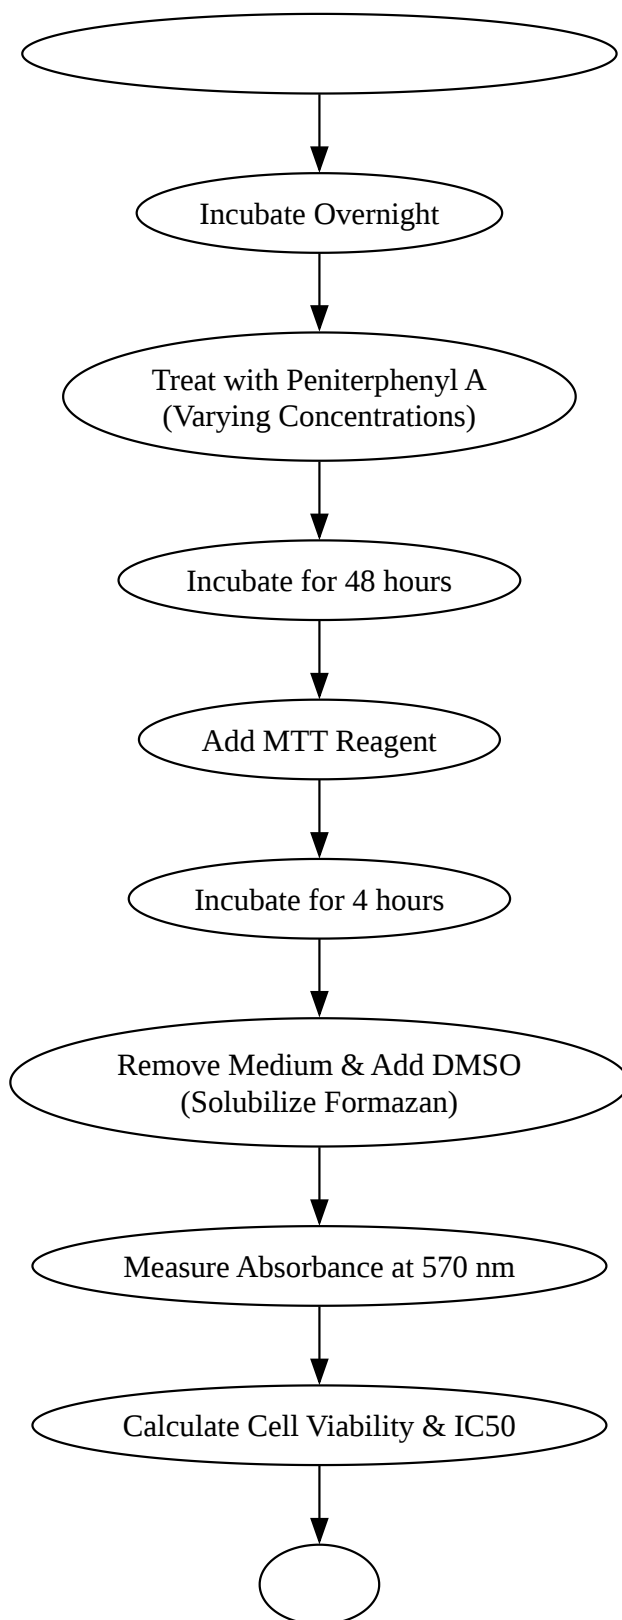 Incubate Overnight
Treat with Peniterphenyl A
(Varying Concentrations)
Incubate for 48 hours
Add MTT Reagent
Incubate for 4 hours
Remove Medium & Add DMSO
(Solubilize Formazan)
Measure Absorbance at 570 nm
Calculate Cell Viability & IC50